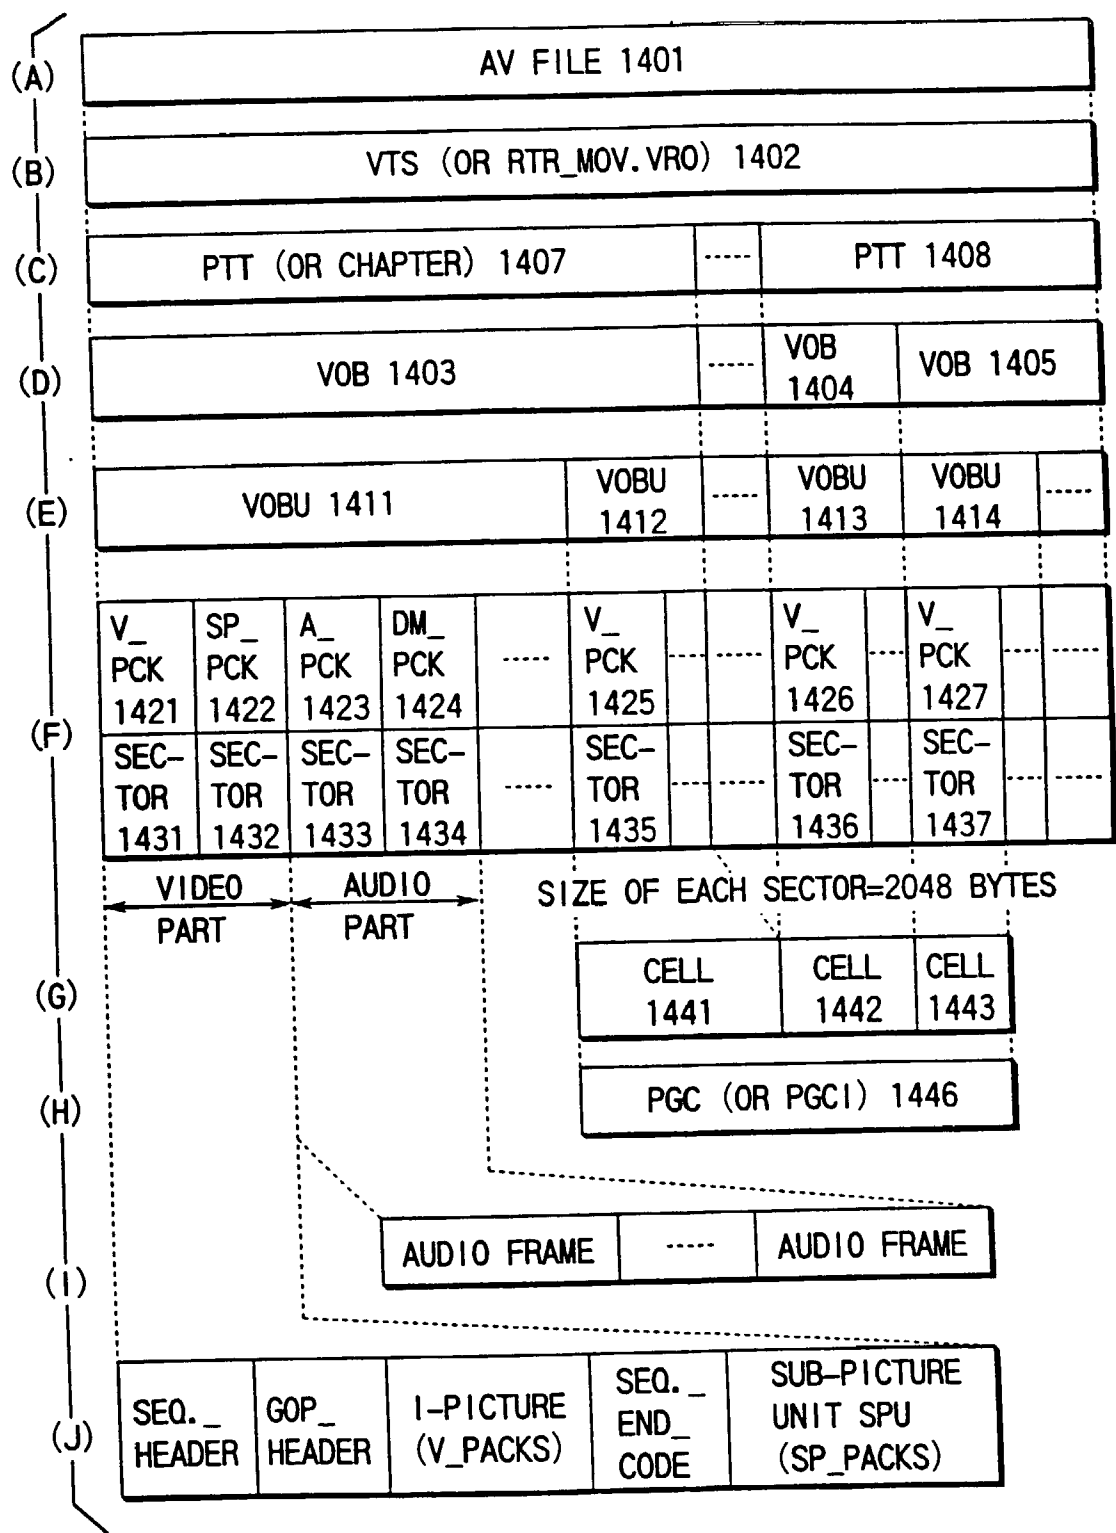 (A)
AV FILE 1401
(B)
VTS (OR RTR_MOV.VRO) 1402
(C)
PTT (OR CHAPTER) 1407
-----
PTT 1408
(D)
VOB 1403
-----
VOB
1404
VOB 1405
(E)
VOBU 1411
VOBU
1412
-----
VOBU
1413
VOBU
1414
-----
(F)
V_
PCK
1421
SP_
PCK
1422
A_
PCK
1423
DM_
PCK
1424
-----
V_
PCK
1425
V_
PCK
1426
V_
PCK
1427
SEC-
TOR
1431
SEC-
TOR
1432
SEC-
TOR
1433
SEC-
TOR
1434
-----
SEC-
TOR
1435
SEC-
TOR
1436
SEC-
TOR
1437
VIDEO
PART
AUDIO
PART
SIZE OF EACH SECTOR=2048 BYTES
(G)
CELL
1441
CELL
1442
CELL
1443
(H)
PGC (OR PGCI) 1446
(I)
AUDIO FRAME
-----
AUDIO FRAME
(J)
SEQ._
HEADER
GOP_
HEADER
I-PICTURE
(V_PACKS)
SEQ._
END_
CODE
SUB-PICTURE
UNIT SPU
(SP_PACKS)